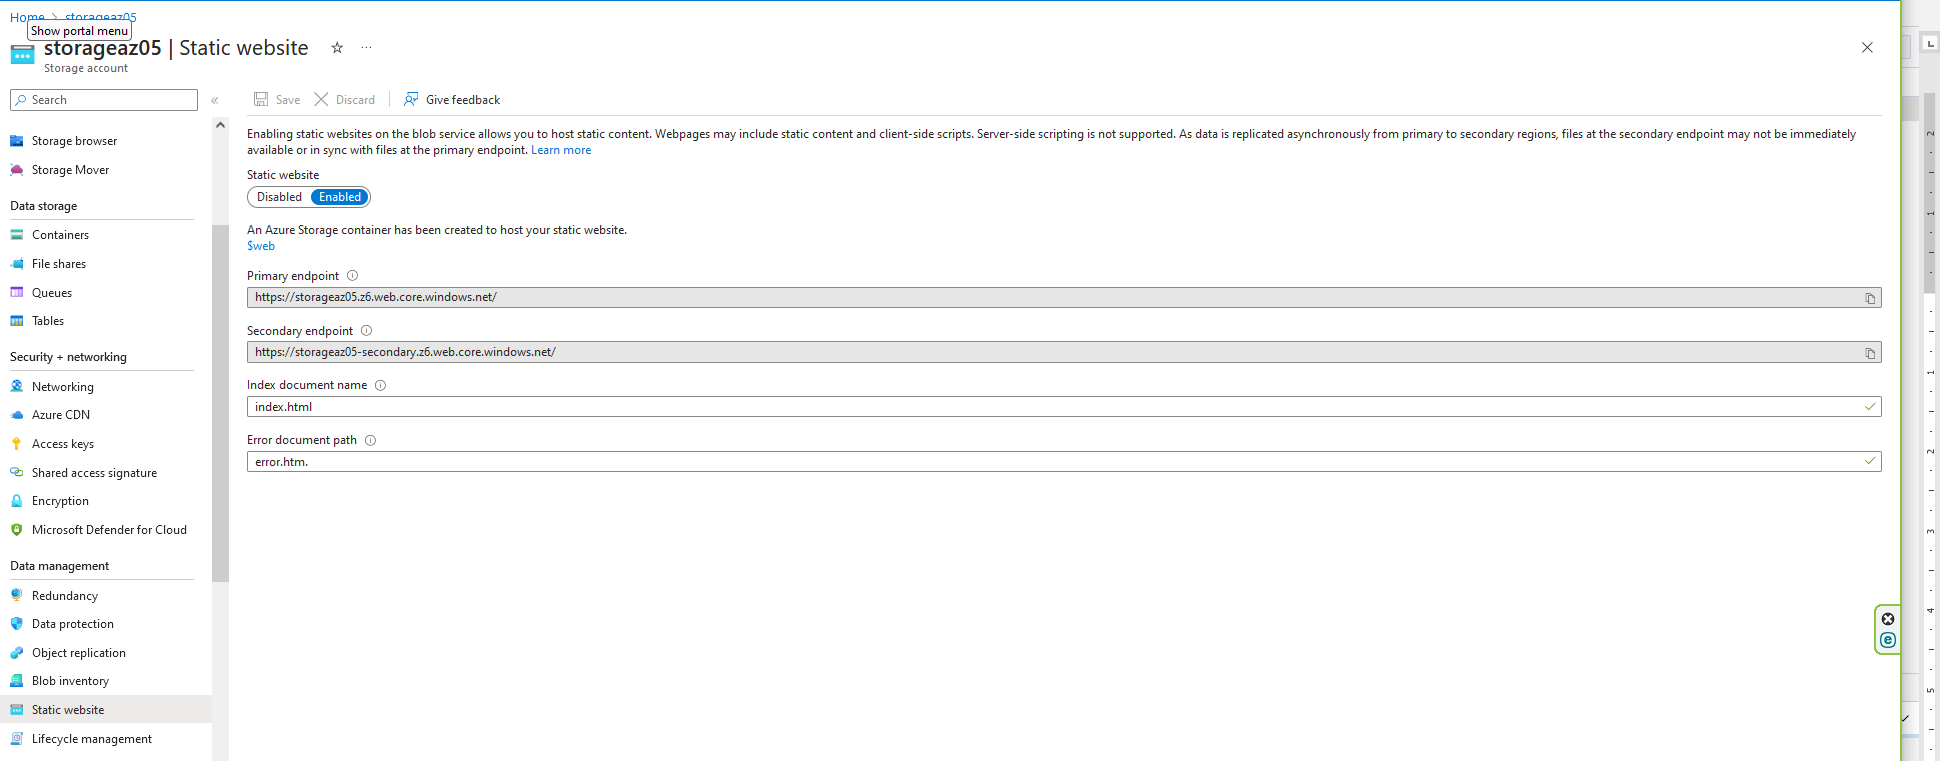 Home > storageaz05
Show portal menu
storageaz05 | Static website
Storage account
Search
Save
Discard
Give feedback
Storage browser
Storage Mover
Data storage
Containers
File shares
Queues
Tables
Security + networking
Networking
Azure CDN
Access keys
Shared access signature
Encryption
Microsoft Defender for Cloud
Data management
Redundancy
Data protection
Object replication
Blob inventory
Static website
Lifecycle management
Enabling static websites on the blob service allows you to host static content. Webpages may include static content and client-side scripts. Server-side scripting is not supported. As data is replicated asynchronously from primary to secondary regions, files at the secondary endpoint may not be immediately
available or in sync with files at the primary endpoint. Learn more
Static website
Disabled Enabled
An Azure Storage container has been created to host your static website.
$web
Primary endpoint
https://storageaz05.z6.web.core.windows.net/
Secondary endpoint
https://storageaz05-secondary.z6.web.core.windows.net/
Index document name
index.html
Error document path
error.htm.
L
2
1
1
2
3
4
5